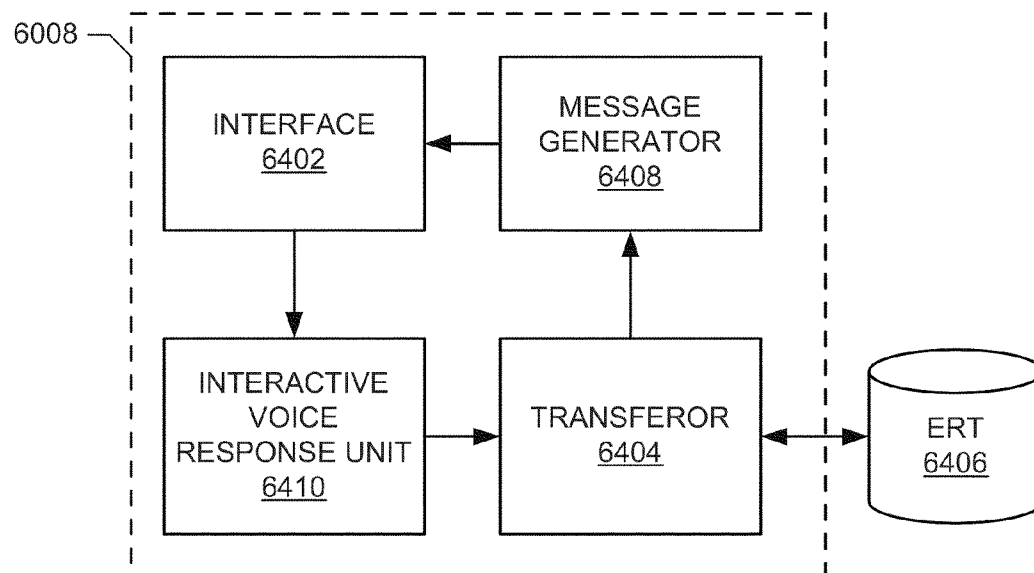 6008
INTERFACE
6402
MESSAGE
GENERATOR
6408
INTERACTIVE
VOICE
RESPONSE UNIT
6410
TRANSFEROR
6404
ERT
6406